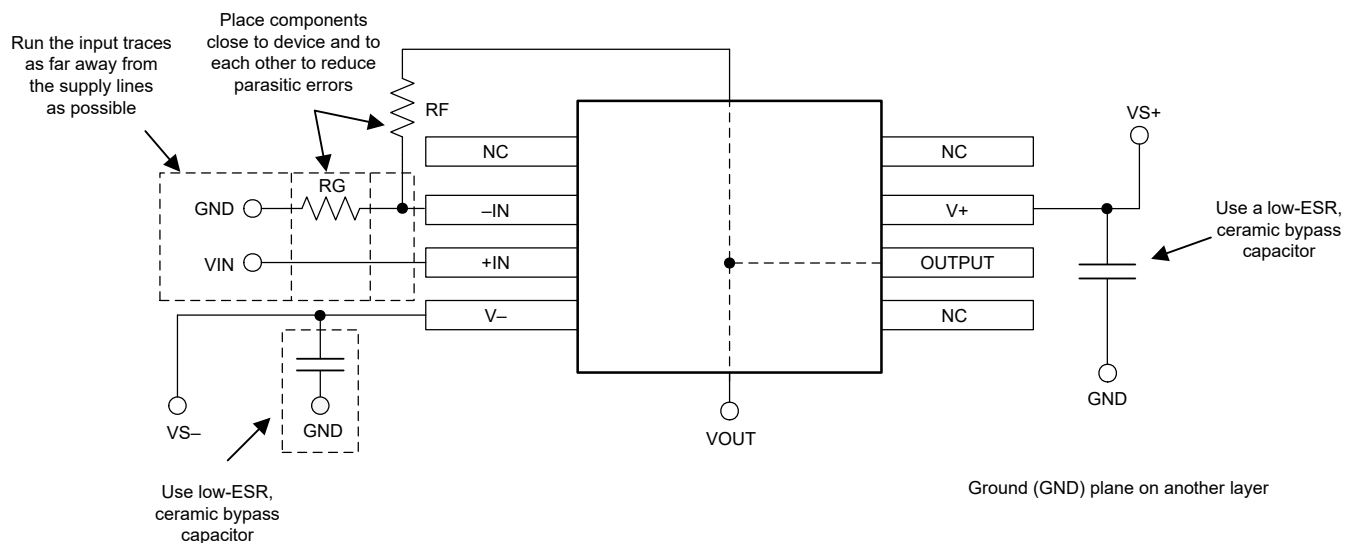 Place components
close to device and to
each other to reduce
parasitic errors
Run the input traces
as far away from
the supply lines
as possible
RF
VS+
NC
NC
RG
GND
–IN
V+
Use a low-ESR,
ceramic bypass
capacitor
VIN
+IN
OUTPUT
V–
NC
GND
VS–
GND
VOUT
Use low-ESR,
ceramic bypass
capacitor
Ground (GND) plane on another layer